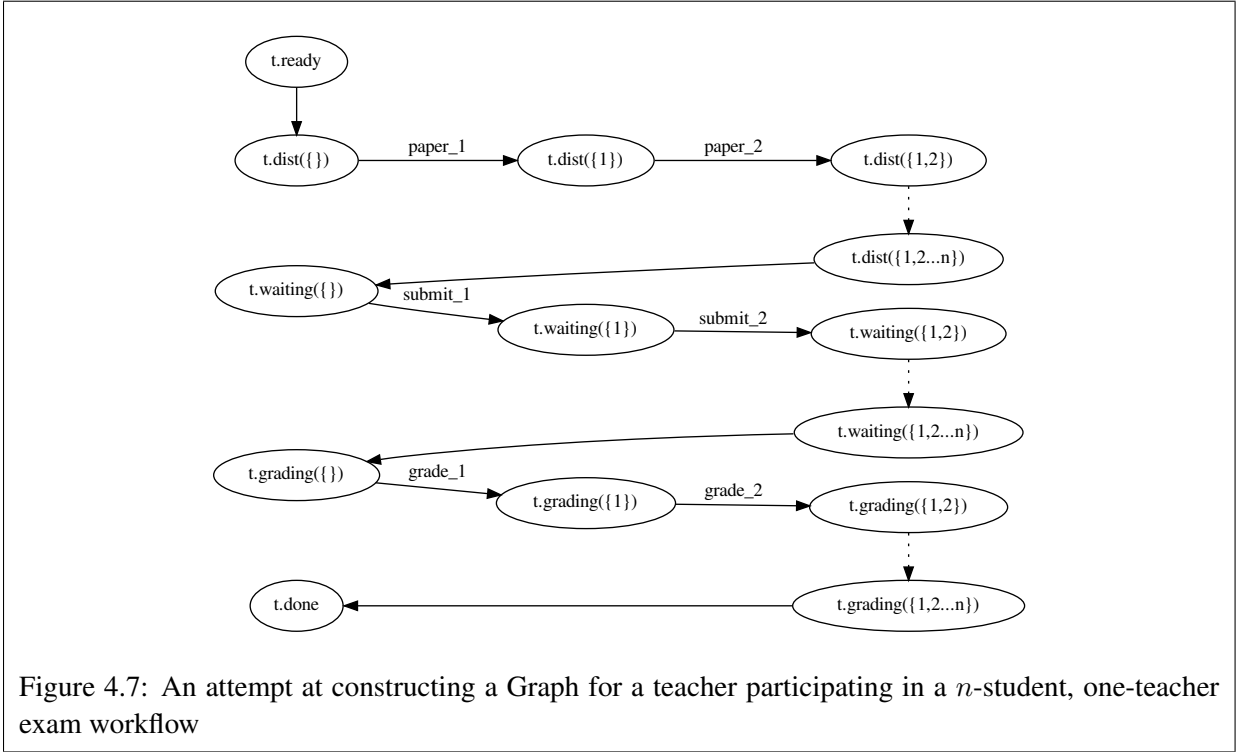 t.ready
paper_1
paper_2
t.dist({})
t.dist({1})
t.dist({1,2})
t.dist({1,2...n})
t.waiting({})
submit_1
submit_2
t.waiting({1})
t.waiting({1,2})
t.waiting({1,2...n})
t.grading({})
grade_1
grade_2
t.grading({1})
t.grading({1,2})
t.done
t.grading({1,2...n})
Figure 4.7: An attempt at constructing a Graph for a teacher participating in a n-student, one-teacher
exam workflow